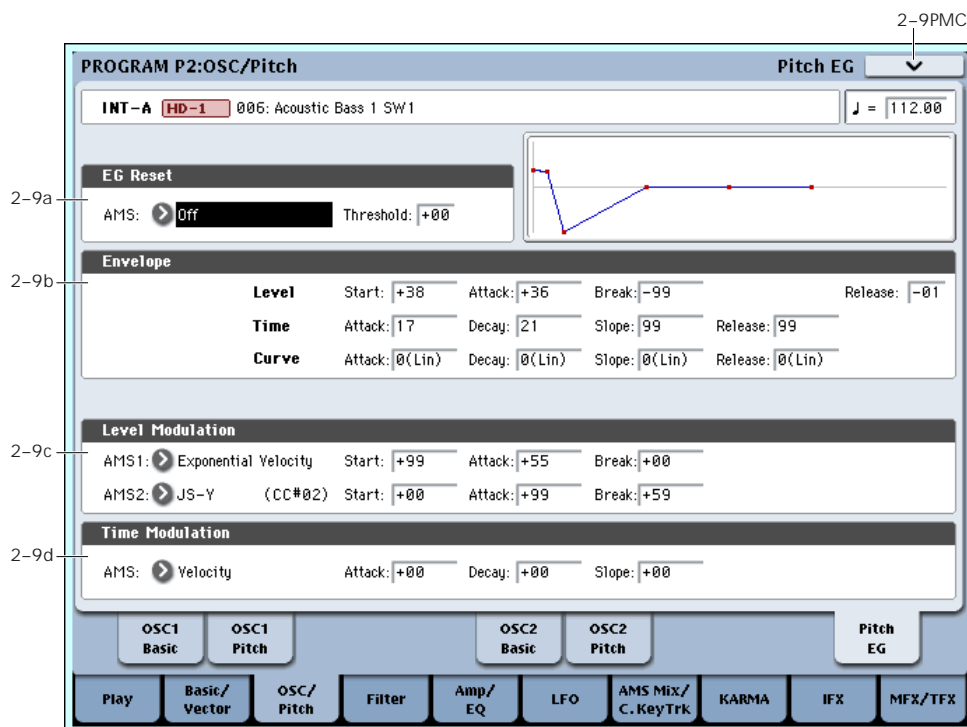 2–9PMC
PROGRAM P2:OSC/Pitch Pitch EG
INT-A HD-1 006: Acoustic Bass 1 SW1 ♩ = 112.00
EG Reset
2–9a
AMS: Off Threshold: +00
Envelope
2–9b
Level Start: +38 Attack: +36 Break: -99 Release: -01
Time Attack: 17 Decay: 21 Slope: 99 Release: 99
Curve Attack: 0(Lin) Decay: 0(Lin) Slope: 0(Lin) Release: 0(Lin)
Level Modulation
2–9c
AMS1: Exponential Velocity Start: +99 Attack: +55 Break: +00
AMS2: JS-Y (CC#02) Start: +00 Attack: +99 Break: +59
Time Modulation
2–9d
AMS: Velocity Attack: +00 Decay: +00 Slope: +00
OSC1 Basic
OSC1 Pitch
OSC2 Basic
OSC2 Pitch
Pitch EG
Play
Basic/ Vector
OSC/ Pitch
Filter
Amp/ EQ
LFO
AMS Mix/ C.KeyTrk
KARMA
IFX
MFX/TFX